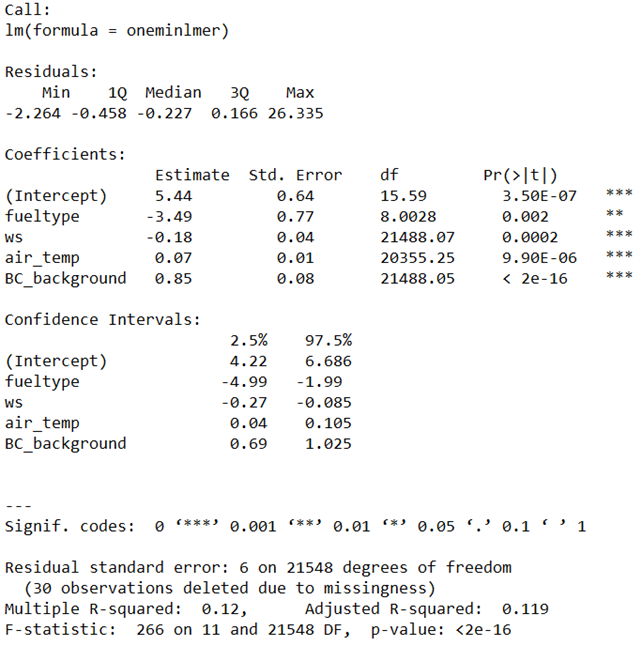 Call:
lm(formula = oneminlmer)
Residuals:
Min 1Q Median 3Q Max
-2.264 -0.458 -0.227 0.166 26.335
Coefficients:
Estimate Std. Error df Pr(>|t|)
(Intercept) 5.44 0.64 15.59 3.50E-07 ***
fueltype -3.49 0.77 8.0028 0.002 **
ws -0.18 0.04 21488.07 0.0002 ***
air_temp 0.07 0.01 20355.25 9.90E-06 ***
BC_background 0.85 0.08 21488.05 < 2e-16 ***
Confidence Intervals:
2.5% 97.5%
(Intercept) 4.22 6.686
fueltype -4.99 -1.99
ws -0.27 -0.085
air_temp 0.04 0.105
BC_background 0.69 1.025
---
Signif. codes: 0 ‘***’ 0.001 ‘**’ 0.01 ‘*’ 0.05 ‘.’ 0.1 ‘ ’ 1
Residual standard error: 6 on 21548 degrees of freedom
(30 observations deleted due to missingness)
Multiple R-squared: 0.12, Adjusted R-squared: 0.119
F-statistic: 266 on 11 and 21548 DF, p-value: <2e-16